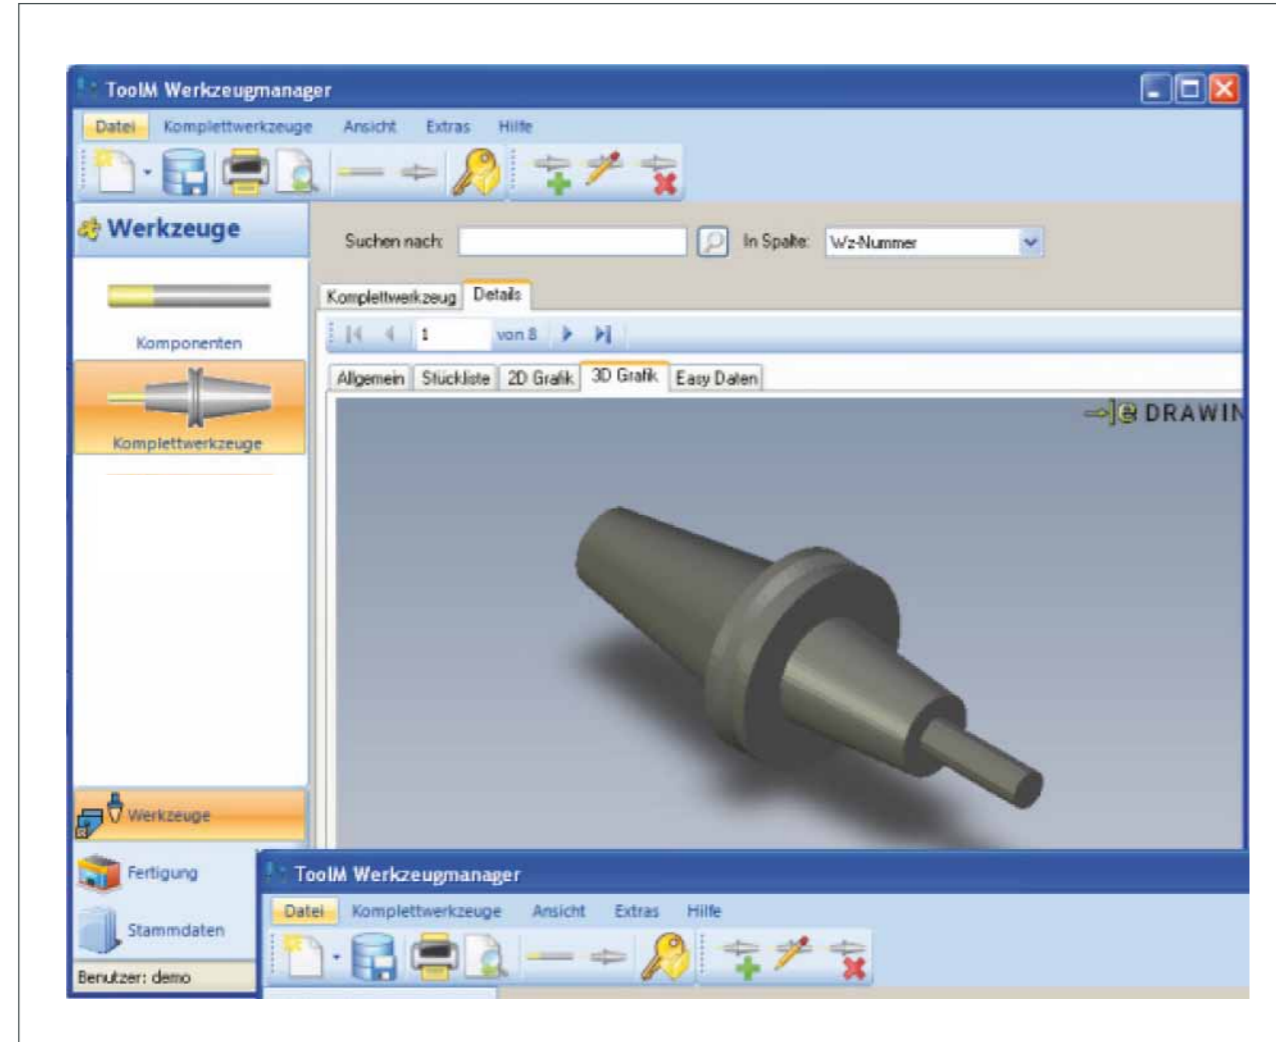 ToolM Werkzeugmanager
Datei Komplettwerkzeuge Ansicht Extras Hilfe
Werkzeuge
Suchen nach: In Spalte: Wz-Nummer
Komplettwerkzeug Details
1 von 8
Komponenten
Allgemein Stückliste 2D Grafik 3D Grafik Easy Daten
e DRAWIN
Komplettwerkzeuge
Werkzeuge
Fertigung
Stammdaten
Benutzer: demo
ToolM Werkzeugmanager
Datei Komplettwerkzeuge Ansicht Extras Hilfe